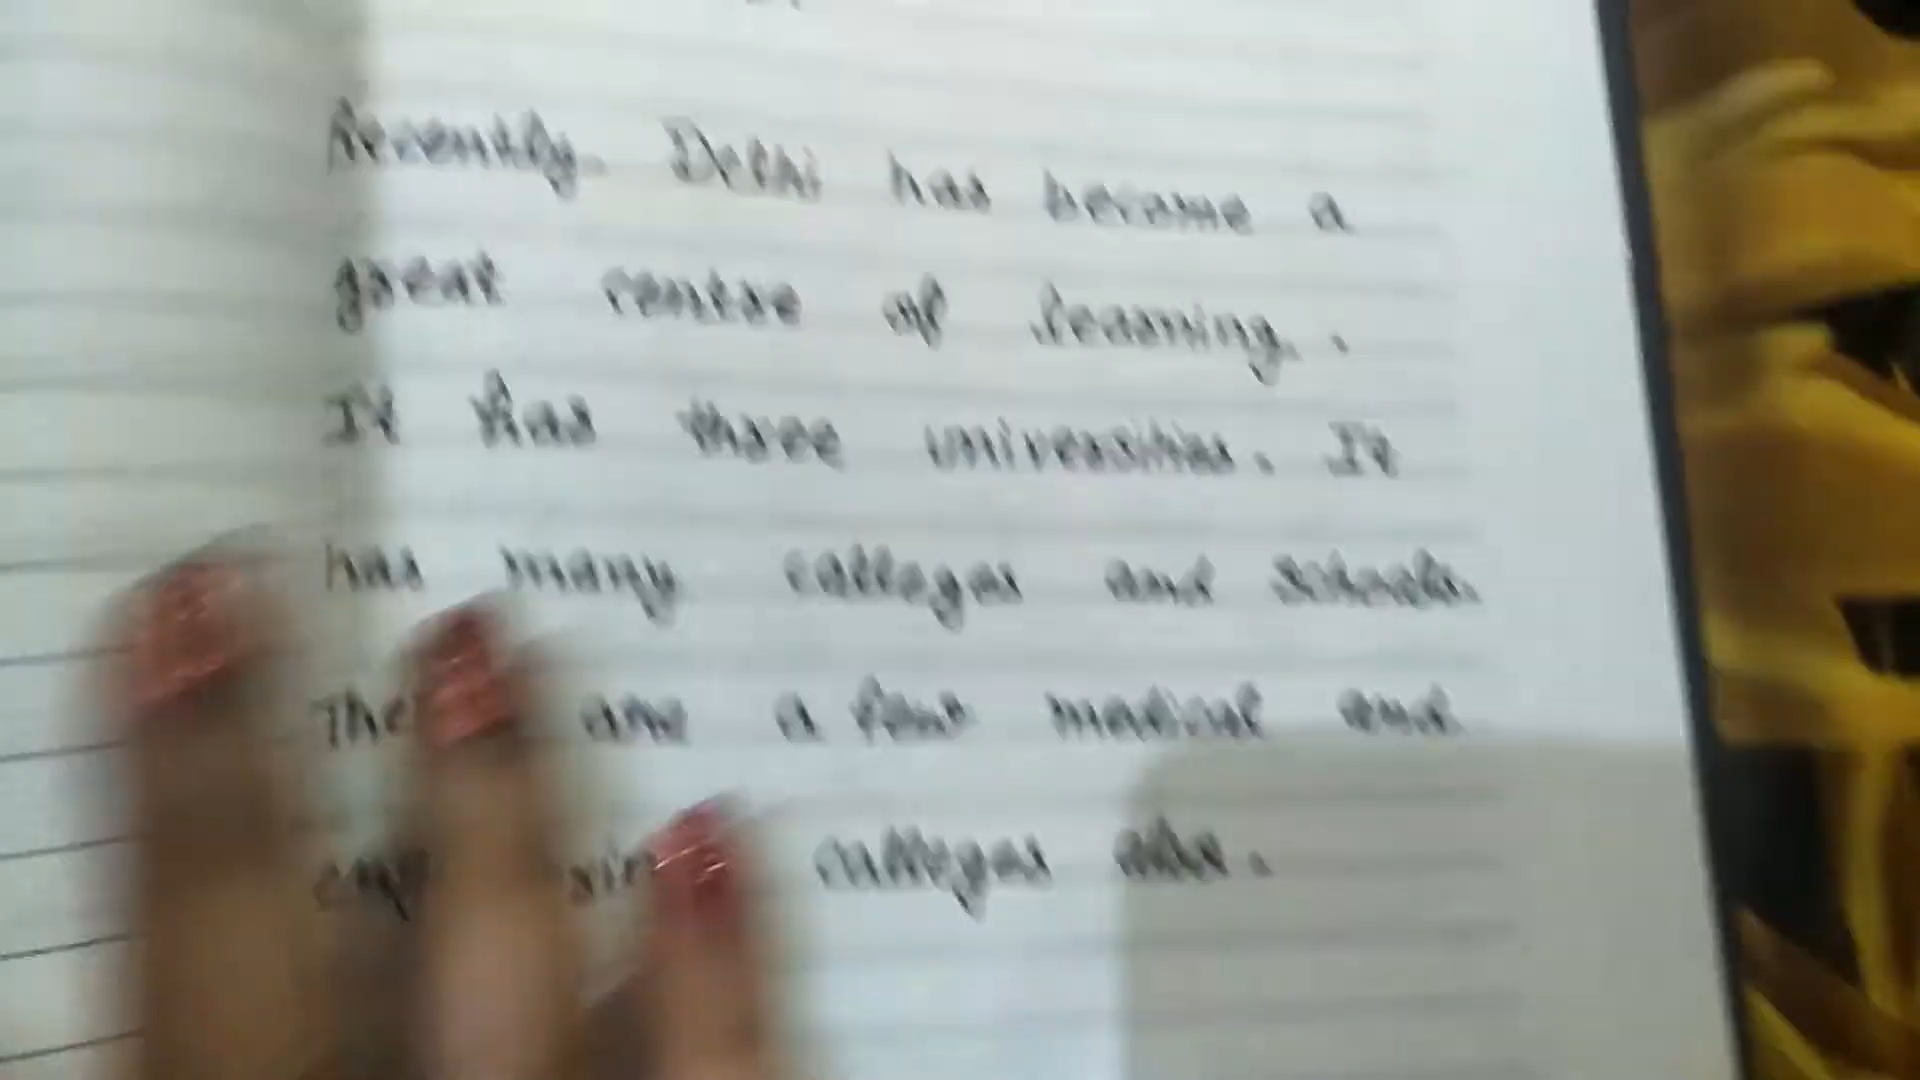 Recently. Delhi has become a
great centre of learning.
It has three universities. It
has many colleges and schools.
The are a few medical and
colleges also.